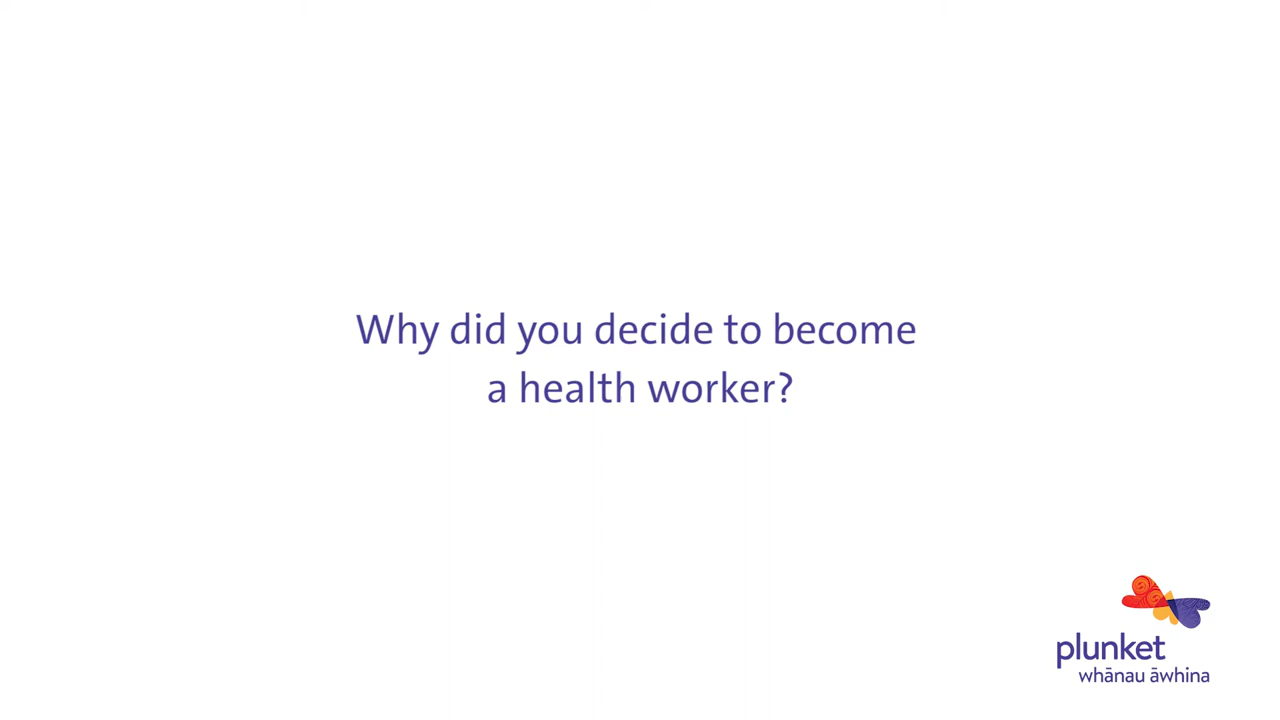 Why did you decide to become
a health worker?
plunket
whānau āwhina